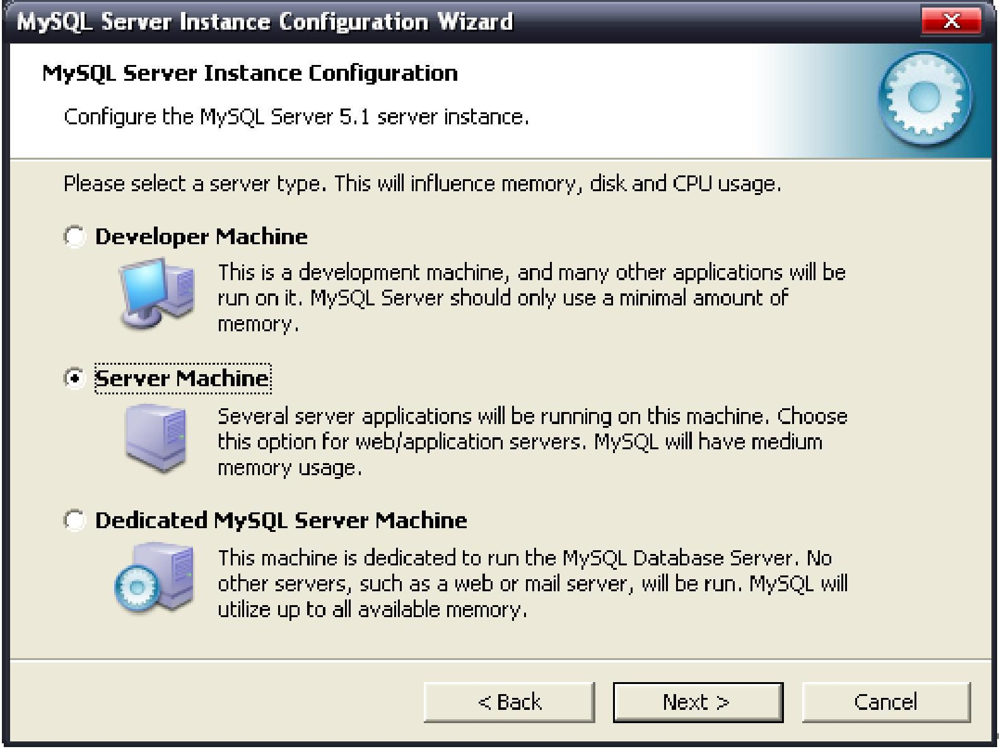 MySQL Server Instance Configuration Wizard
X
MySQL Server Instance Configuration
Configure the MySQL Server 5.1 server instance.
Please select a server type. This will influence memory, disk and CPU usage.
Developer Machine
This is a development machine, and many other applications will be
run on it. MySQL Server should only use a minimal amount of
memory.
Server Machine
Several server applications will be running on this machine. Choose
this option for web/application servers. MySQL will have medium
memory usage.
Dedicated MySQL Server Machine
This machine is dedicated to run the MySQL Database Server. No
other servers, such as a web or mail server, will be run. MySQL will
utilize up to all available memory.
< Back
Next >
Cancel